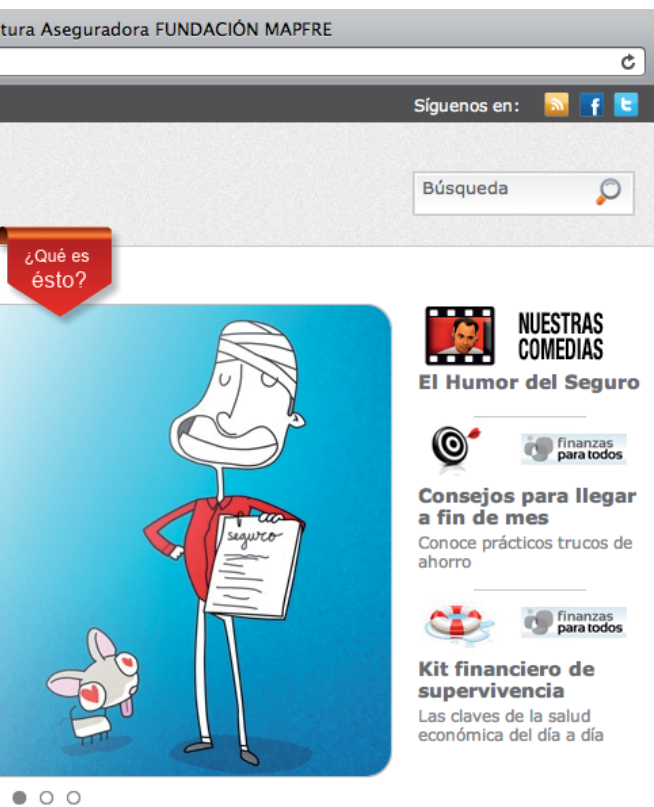 tura Aseguradora FUNDACIÓN MAPFRE
Síguenos en:
Búsqueda
¿Qué es
ésto?
NUESTRAS
COMEDIAS
El Humor del Seguro
seguro
finanzas
para todos
Consejos para llegar
a fin de mes
Conoce prácticos trucos de
ahorro
finanzas
para todos
Kit financiero de
supervivencia
Las claves de la salud
económica del día a día